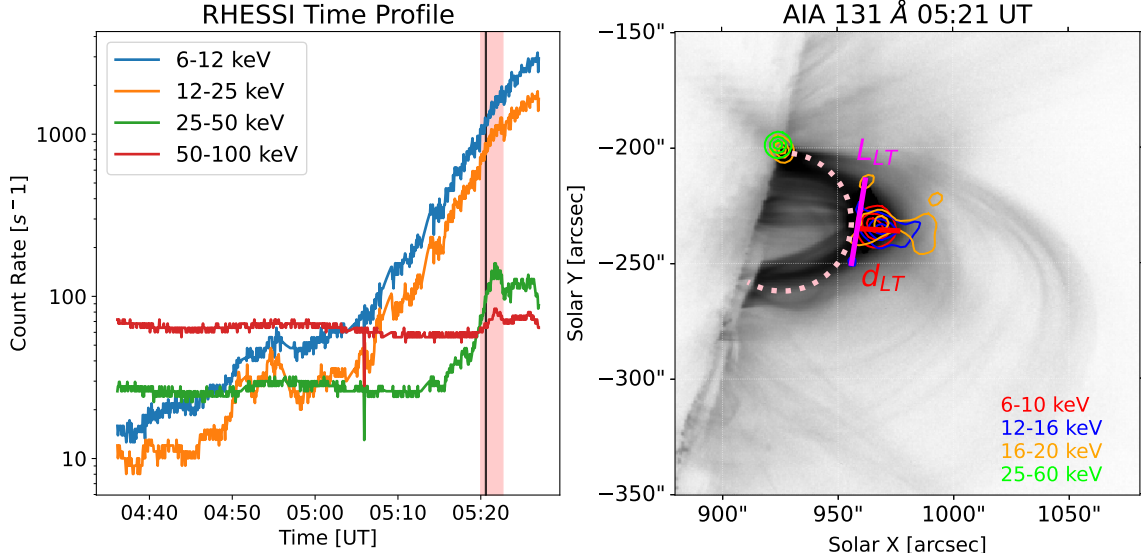 RHESSI Time Profile
6-12 keV
12-25 keV
25-50 keV
50-100 keV
1000
100
10
Count Rate [s⁻¹]
04:40 04:50 05:00 05:10 05:20
Time [UT]
AIA 131 Å 05:21 UT
−150"
−200"
−250"
−300"
−350"
Solar Y [arcsec]
L_LT
d_LT
6-10 keV
12-16 keV
16-20 keV
25-60 keV
900" 950" 1000" 1050"
Solar X [arcsec]